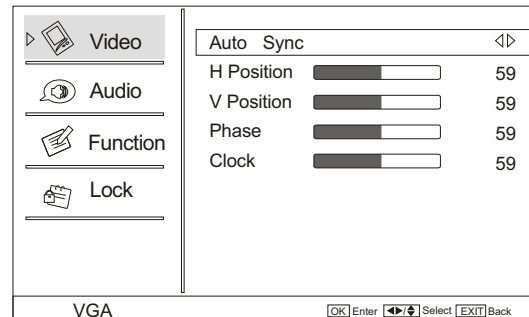 Video
Audio
Function
Lock
Auto Sync
H Position 59
V Position 59
Phase 59
Clock 59
VGA
OK Enter ◀▶/▲▼ Select EXIT Back